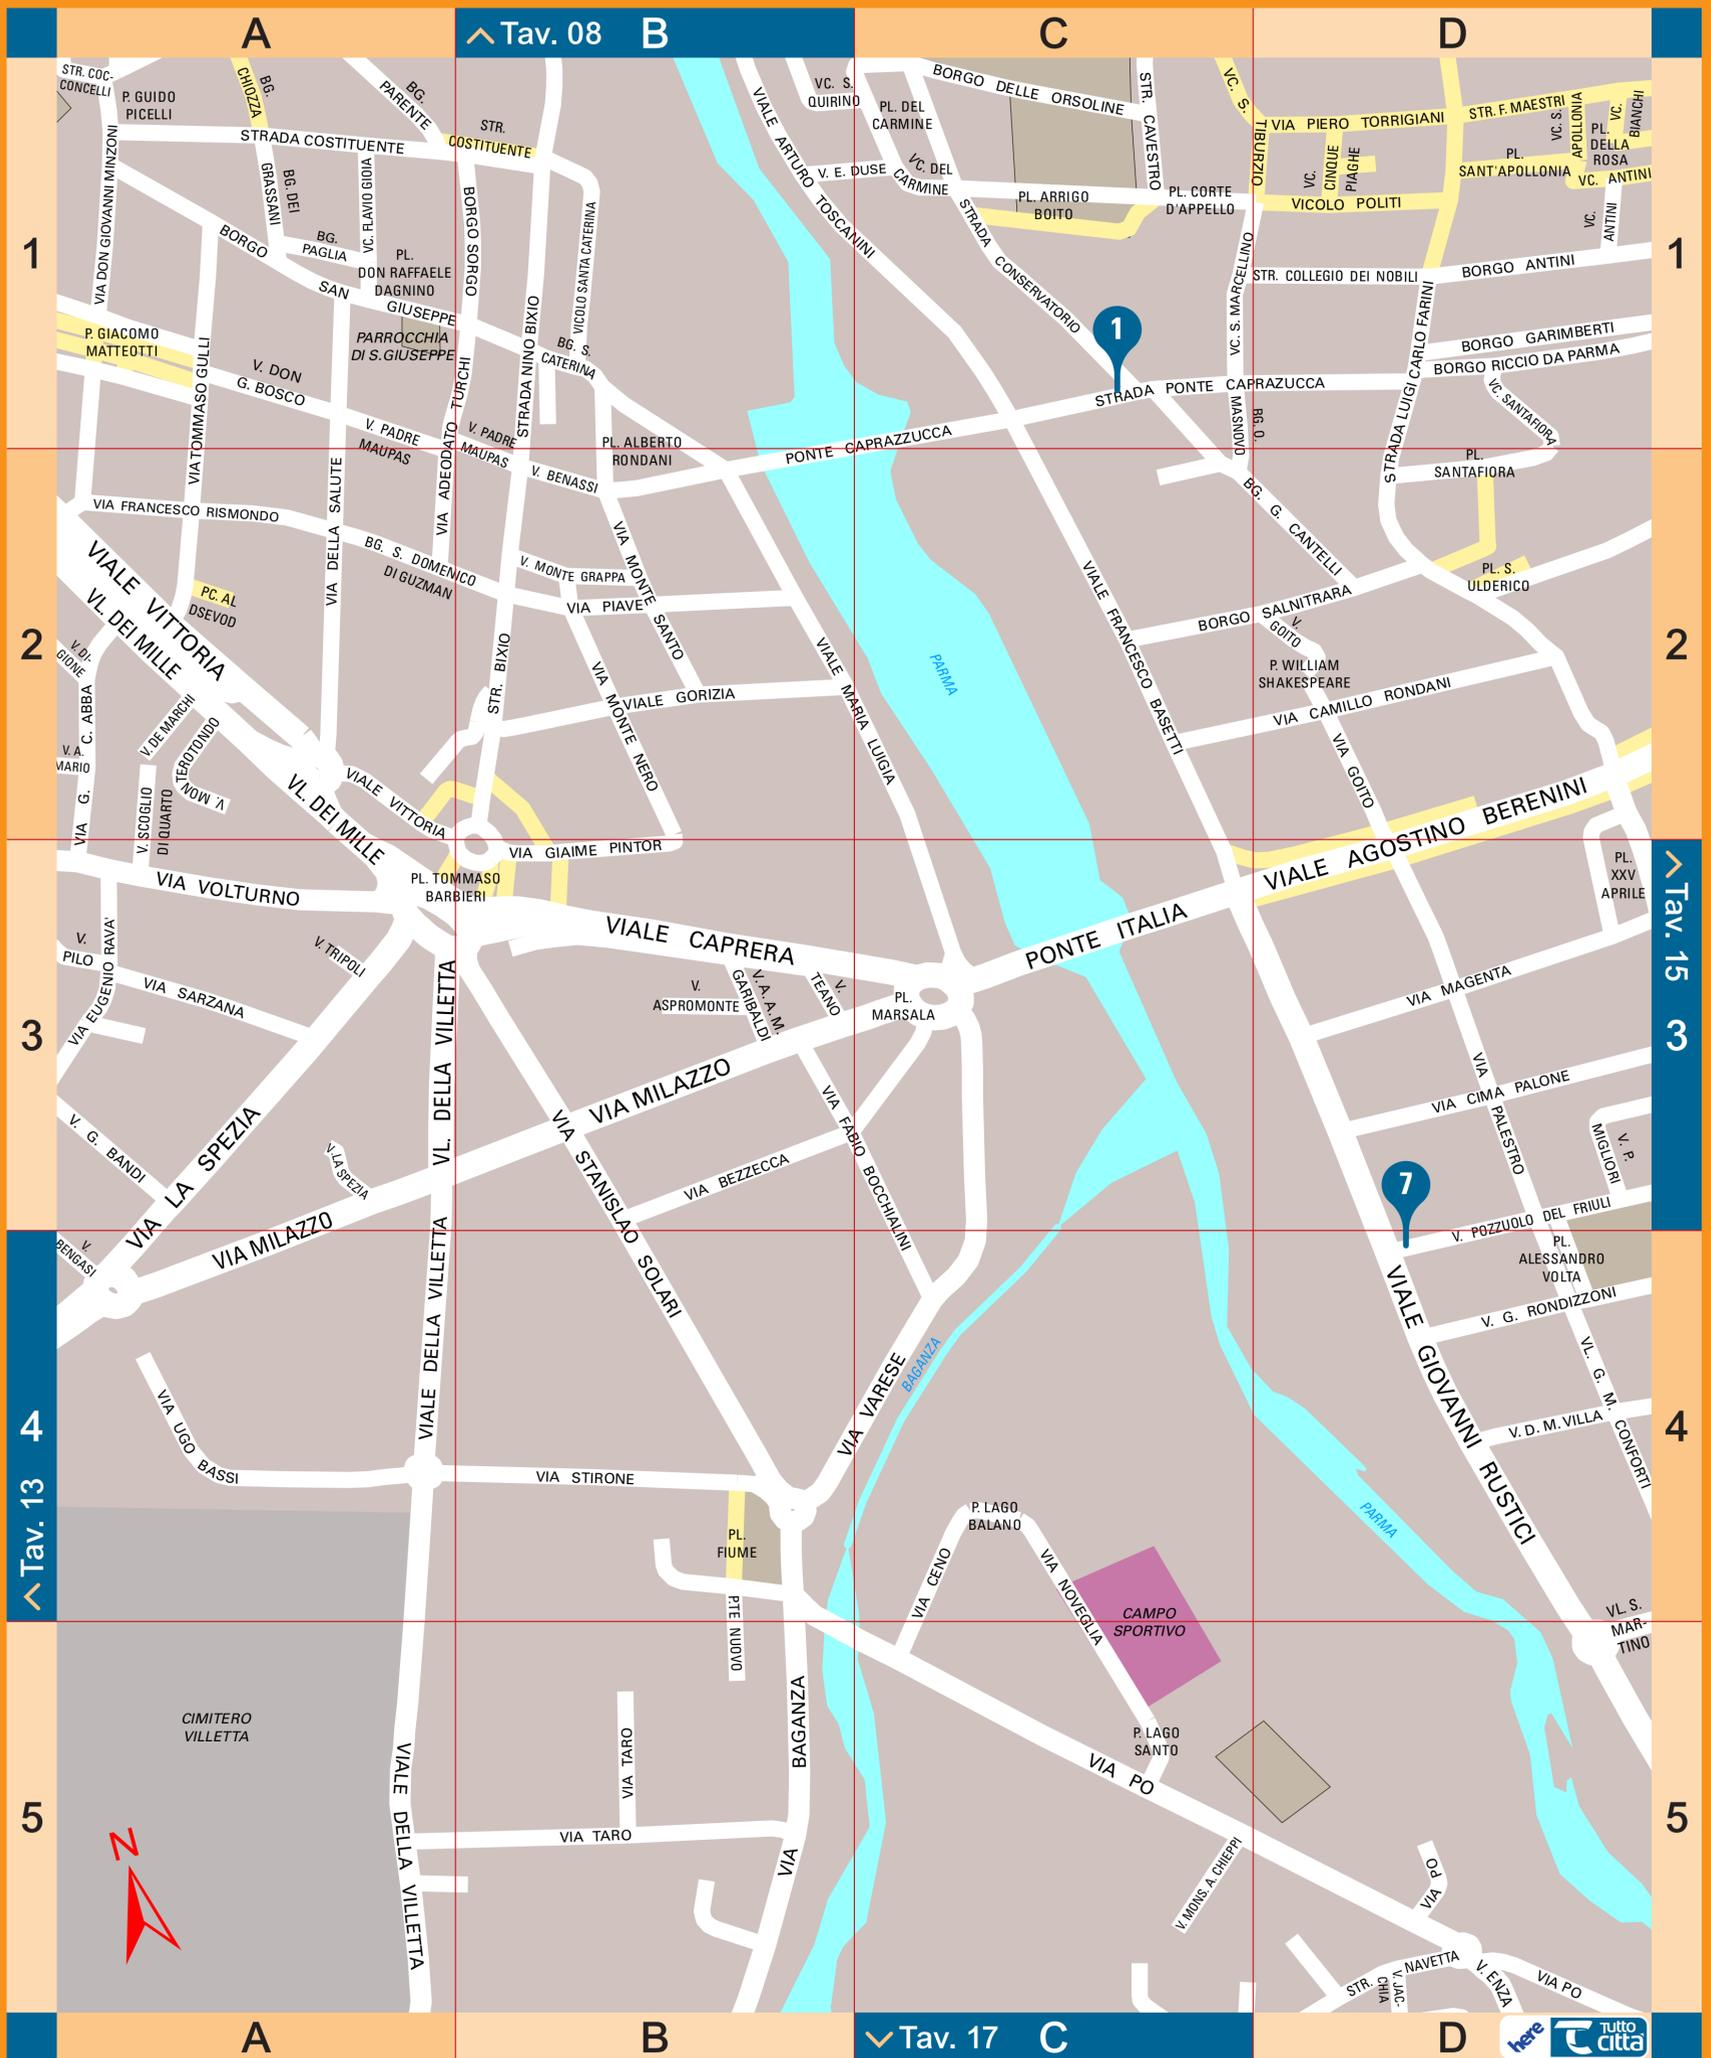 A
Tav. 08
B
C
D
STR. COC-
CONCELLI
P. GUIDO
PICELLI
BG.
CHIOZZA
BG.
PARENTE
STRADA COSTITUENTE
STR.
COSTITUENTE
VIALE ARTURO TOSCANINI
VC. S.
QUIRINO
PL. DEL
CARMINE
BORGO DELLE ORSOLINE
STR. CAVESTRO
VC. S.
TIBURZIO
VIA PIERO TORRIGIANI
STR. F. MAESTRI
VC. S.
APOLLONIA
VC.
BIANCHI
PL.
DELLA
ROSA
VC.
CINQUE
PIAGHE
PL.
SANT'APOLLONIA
VC. ANTINI
VIA DON GIOVANNI MINZONI
BG. DEI
GRASSANI
VC. FLAVIO GIOIA
BORGO SORGO
V. E. DUSE
VC. DEL
CARMINE
PL. ARRIGO
BOITO
PL. CORTE
D'APPELLO
VICOLO POLITI
VC.
ANTINI
1
BORGO
SAN
GIUSEPPE
BG.
PAGLIA
PL.
DON RAFFAELE
DAGNINO
VICOLO SANTA CATERINA
STRADA
CONSERVATORIO
VC. S. MARCELLINO
STR. COLLEGIO DEI NOBILI
BORGO ANTINI
1
P. GIACOMO
MATTEOTTI
PARROCCHIA
DI S.GIUSEPPE
STRADA NINO BIXIO
BG. S.
CATERINA
1
STRADA LUIGI CARLO FARINI
BORGO GARIMBERTI
BORGO RICCIO DA PARMA
VIA TOMMASO GULLI
V. DON
G. BOSCO
STRADA PONTE CAPRAZUCCA
VC. SANTAFIORA
V. PADRE
MAUPAS
VIA ADEODATO TURCHI
V. PADRE
MAUPAS
PL. ALBERTO
RONDANI
PONTE CAPRAZZUCCA
BG. O.
MASNOVO
PL.
SANTAFIORA
V. BENASSI
VIA FRANCESCO RISMONDO
VIA DELLA SALUTE
BG. S. DOMENICO
DI GUZMAN
VIA MONTE SANTO
V. MONTE GRAPPA
VIA PIAVE
BG. G. CANTELLI
PL. S.
ULDERICO
VIALE VITTORIA
VL. DEI MILLE
PC. AL
DSEVOD
BORGO SALNITRARA
V.
GOITO
2
V. DI-
GIONE
STR. BIXIO
VIALE MARIA LUIGIA
PARMA
VIALE FRANCESCO BASETTI
P. WILLIAM
SHAKESPEARE
2
VIA G. C. ABBA
V. DE MARCHI
V. MON
TEROTONDO
VIA MONTE NERO
VIALE GORIZIA
VIA CAMILLO RONDANI
VIA GOITO
V. A.
MARIO
V. SCOGLIO
DI QUARTO
VL. DEI MILLE
VIALE VITTORIA
VIALE AGOSTINO BERENINI
VIA GIAIME PINTOR
VIA VOLTURNO
PL. TOMMASO
BARBIERI
PL.
XXV
APRILE
Tav. 15
V.
PILO
VIA EUGENIO RAVA'
V. TRIPOLI
VIALE CAPRERA
PONTE ITALIA
VIA SARZANA
VL. DELLA VILLETTA
V.
ASPROMONTE
V. A. A. M.
GARIBALDI
V.
TEANO
PL.
MARSALA
VIA MAGENTA
3
3
VIA MILAZZO
VIA CIMA PALONE
V. G. BANDI
VIA LA SPEZIA
V. LA SPEZIA
VIA STANISLAO SOLARI
VIA BEZZECCA
VIA FABIO BOCCHIALINI
VIA PALESTRO
V. P.
MIGLIORI
7
V. POZZUOLO DEL FRIULI
VIA MILAZZO
V.
BENGASI
PL.
ALESSANDRO
VOLTA
VIALE DELLA VILLETTA
V. G. RONDIZZONI
VIA UGO BASSI
VIA VARESE
BAGANZA
VIALE GIOVANNI RUSTICI
VL. G. M. CONFORTI
V. D. M. VILLA
4
4
Tav. 13
VIA STIRONE
PARMA
PL.
FIUME
P. LAGO
BALANO
VIA CENO
VIA NOVEGLIA
CAMPO
SPORTIVO
PTE NUOVO
VL. S.
MAR-
TINO
CIMITERO
VILLETTA
VIA BAGANZA
P. LAGO
SANTO
VIA PO
VIALE DELLA VILLETTA
VIA TARO
VIA TARO
5
5
N
V. MONS. A. CHIEPPI
VIA PO
STR. NAVETTA
V. JAC-
CHIA
V. ENZA
VIA PO
A
B
Tav. 17
C
D
here
TUTTO
CITTÀ